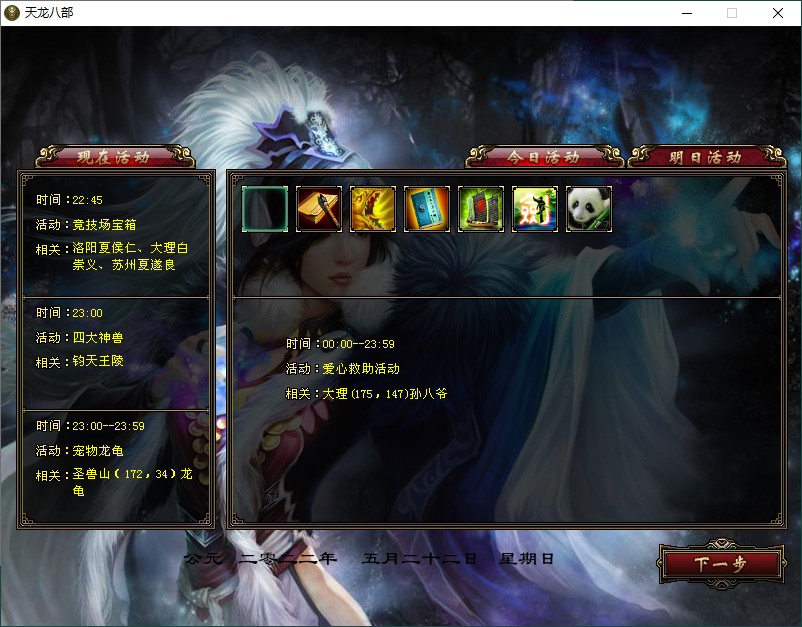 天龙八部
现在活动
今日活动
明日活动
时间：22:45
活动：竞技场宝箱
相关：洛阳夏侯仁、大理白
崇义、苏州夏遂良
时间：23:00
活动：四大神兽
相关：钧天王陵
时间：23:00--23:59
活动：宠物龙龟
相关：圣兽山（172,34）龙
龟
时间：00:00--23:59
活动：爱心救助活动
相关：大理(175，147)孙八爷
公元 二零二二年 五月二十二日 星期日
下一步